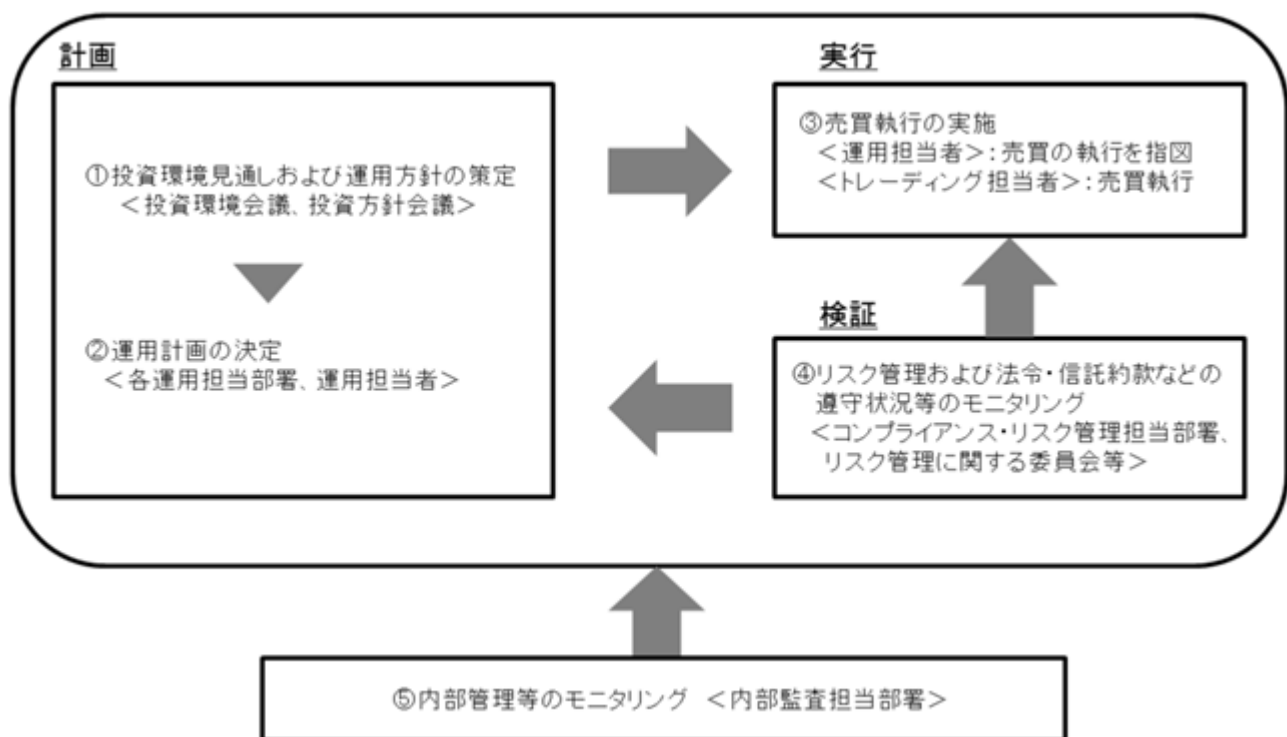 計画
①投資環境見通しおよび運用方針の策定
＜投資環境会議、投資方針会議＞
②運用計画の決定
＜各運用担当部署、運用担当者＞
実行
③売買執行の実施
＜運用担当者＞：売買の執行を指図
＜トレーディング担当者＞：売買執行
検証
④リスク管理および法令・信託約款などの
遵守状況等のモニタリング
＜コンプライアンス・リスク管理担当部署、
リスク管理に関する委員会等＞
⑤内部管理等のモニタリング ＜内部監査担当部署＞